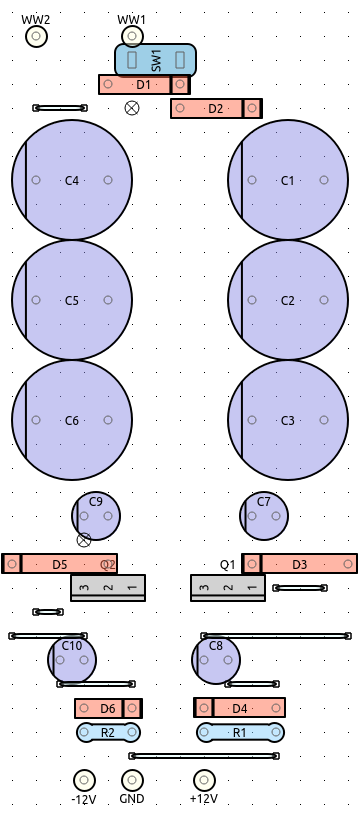 WW2 WW1
SW1
D1
D2
C4 C1
C5 C2
C6 C3
C9 C7
D5 Q2 Q1 D3
3 2 1 3 2 1
C10 C8
D6 D4
R2 R1
-12V GND +12V